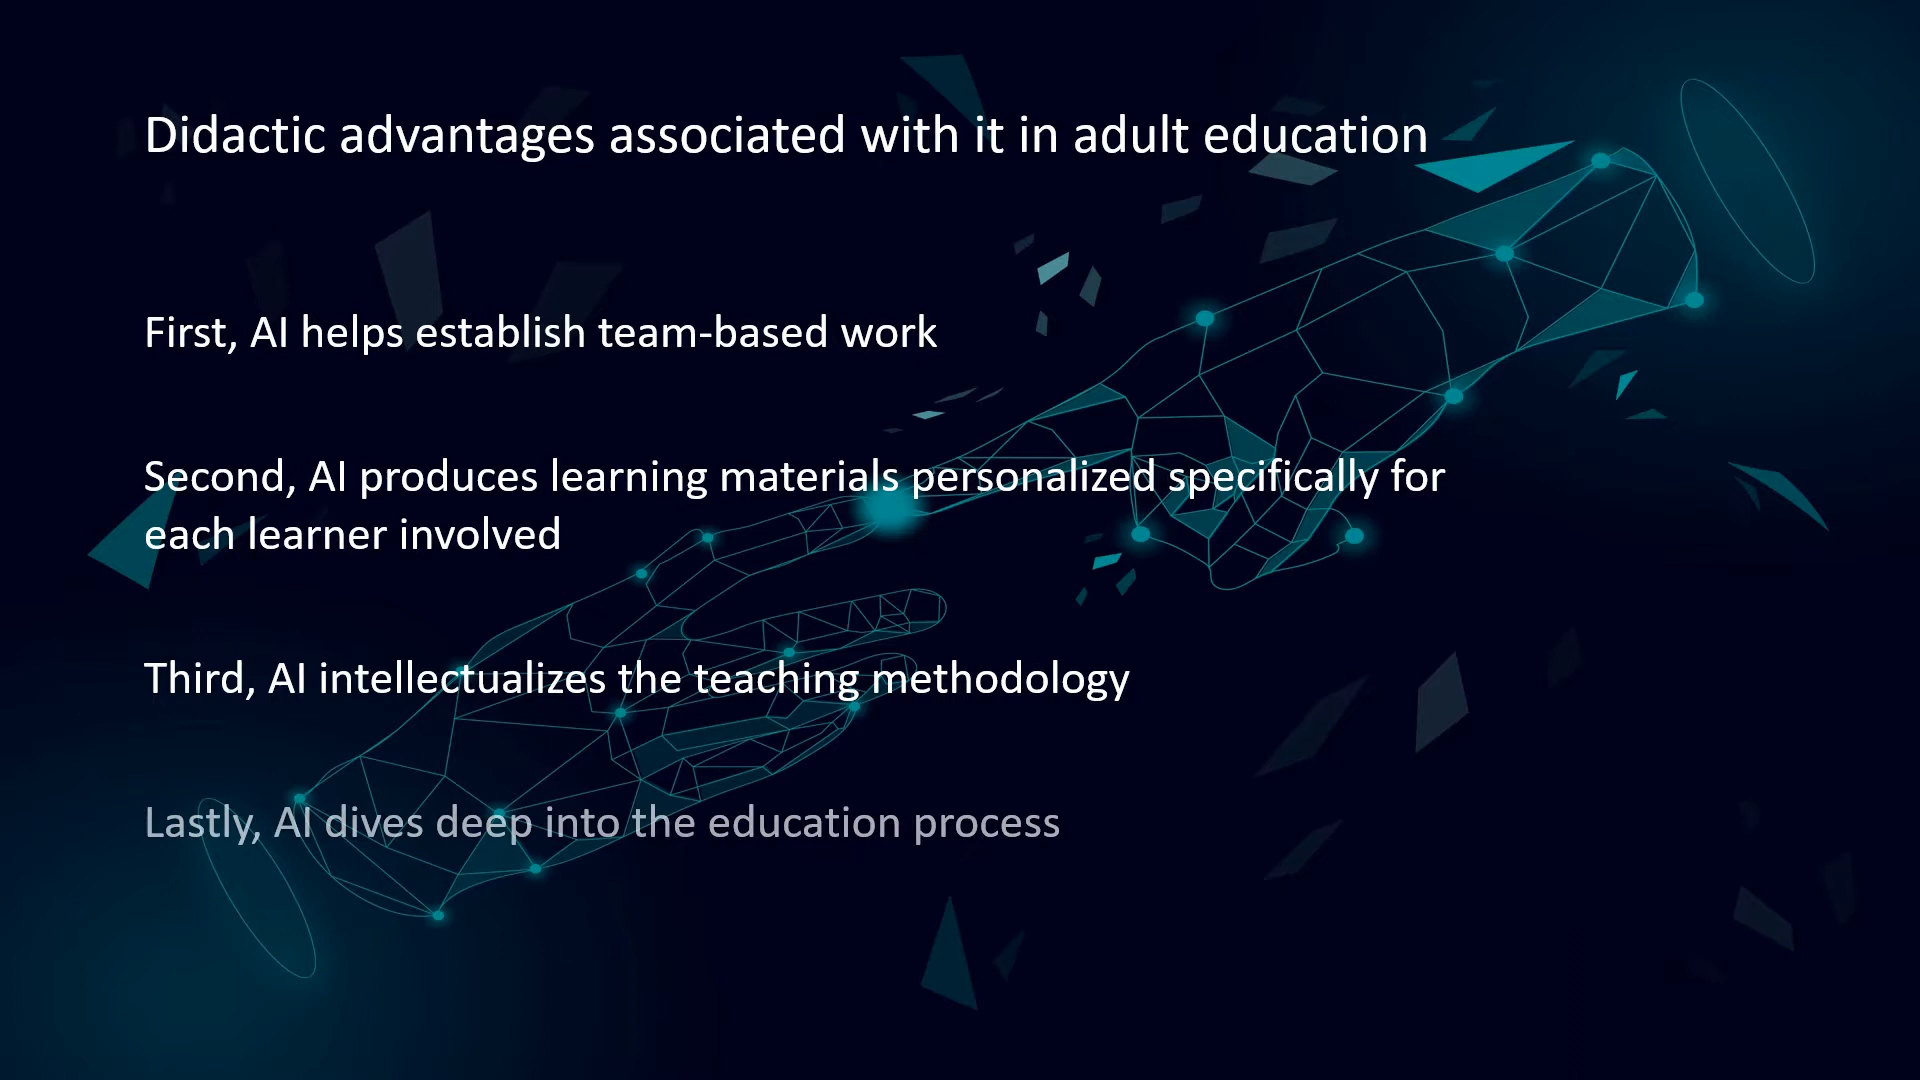 Didactic advantages associated with it in adult education
First, AI helps establish team-based work
Second, AI produces learning materials personalized specifically for
each learner involved
Third, AI intellectualizes the teaching methodology
Lastly, AI dives deep into the education process